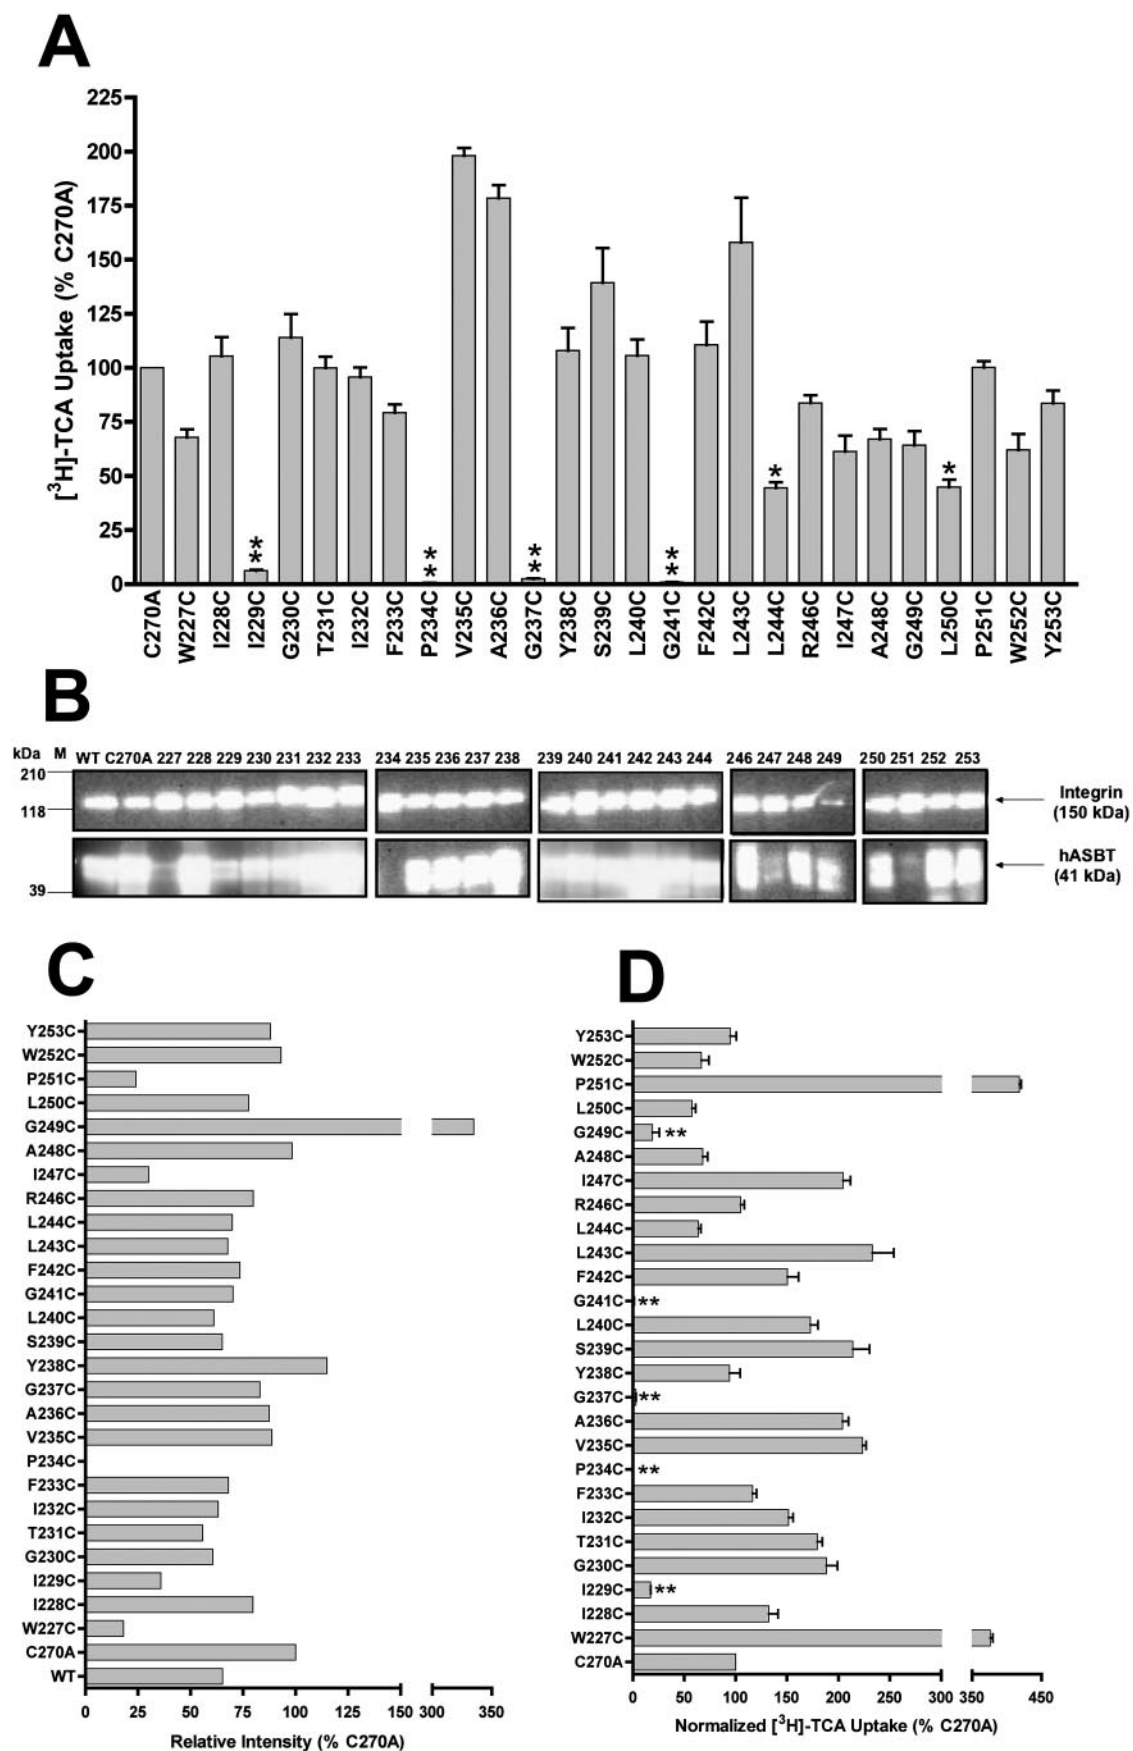 A
225
200
175
150
125
100
75
50
25
0
[³H]-TCA Uptake (% C270A)
** ** ** ** * *
C270A W227C I228C I229C G230C T231C I232C F233C P234C V235C A236C G237C Y238C S239C L240C G241C F242C L243C L244C R246C I247C A248C G249C L250C P251C W252C Y253C
B
kDa M WT C270A 227 228 229 230 231 232 233 234 235 236 237 238 239 240 241 242 243 244 246 247 248 249 250 251 252 253
210
118
Integrin
(150 kDa)
39
hASBT
(41 kDa)
C
Y253C
W252C
P251C
L250C
G249C
A248C
I247C
R246C
L244C
L243C
F242C
G241C
L240C
S239C
Y238C
G237C
A236C
V235C
P234C
F233C
I232C
T231C
G230C
I229C
I228C
W227C
C270A
WT
0 25 50 75 100 125 150 300 350
Relative Intensity (% C270A)
D
Y253C
W252C
P251C
L250C
G249C **
A248C
I247C
R246C
L244C
L243C
F242C
G241C **
L240C
S239C
Y238C
G237C **
A236C
V235C
P234C **
F233C
I232C
T231C
G230C
I229C **
I228C
W227C
C270A
0 50 100 150 200 250 300 350 450
Normalized [³H]-TCA Uptake (% C270A)